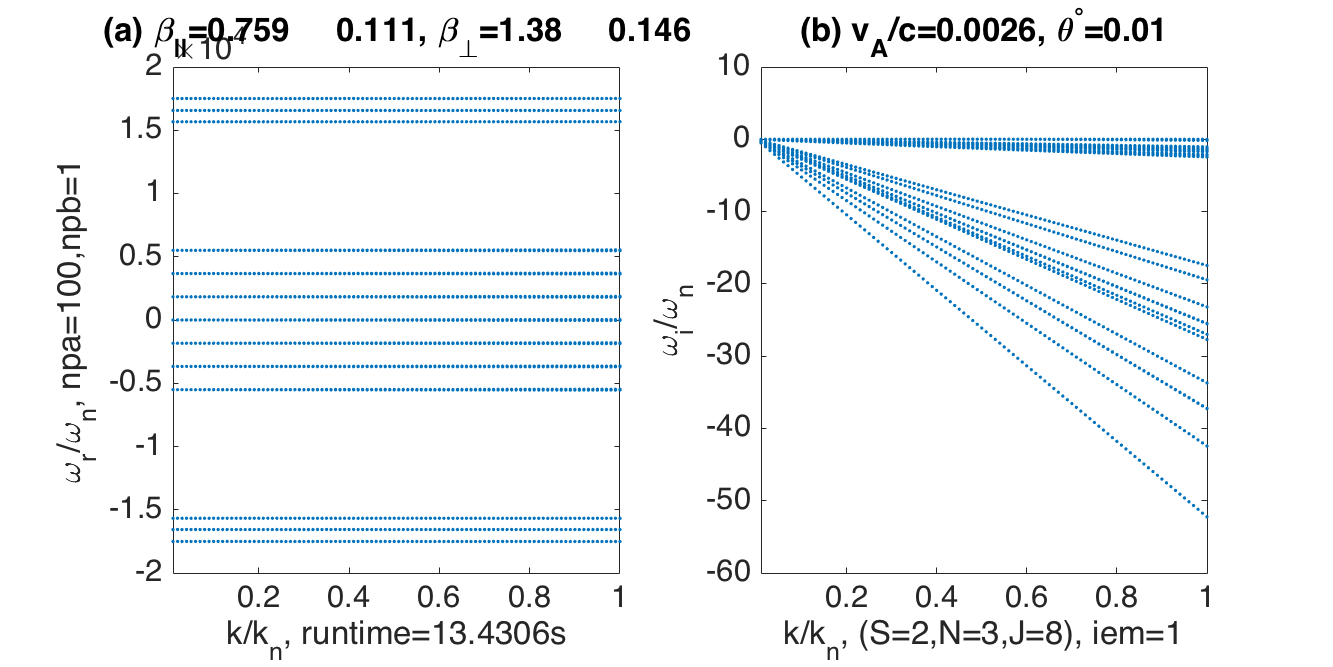 (a) β∥=0.759 0.111, β⊥=1.38 0.146
×10⁴
2
1.5
1
0.5
0
-0.5
-1
-1.5
-2
0.2 0.4 0.6 0.8 1
ωr/ωn, npa=100,npb=1
k/kn, runtime=13.4306s
(b) vA/c=0.0026, θ°=0.01
10
0
-10
-20
-30
-40
-50
-60
0.2 0.4 0.6 0.8 1
ωi/ωn
k/kn, (S=2,N=3,J=8), iem=1